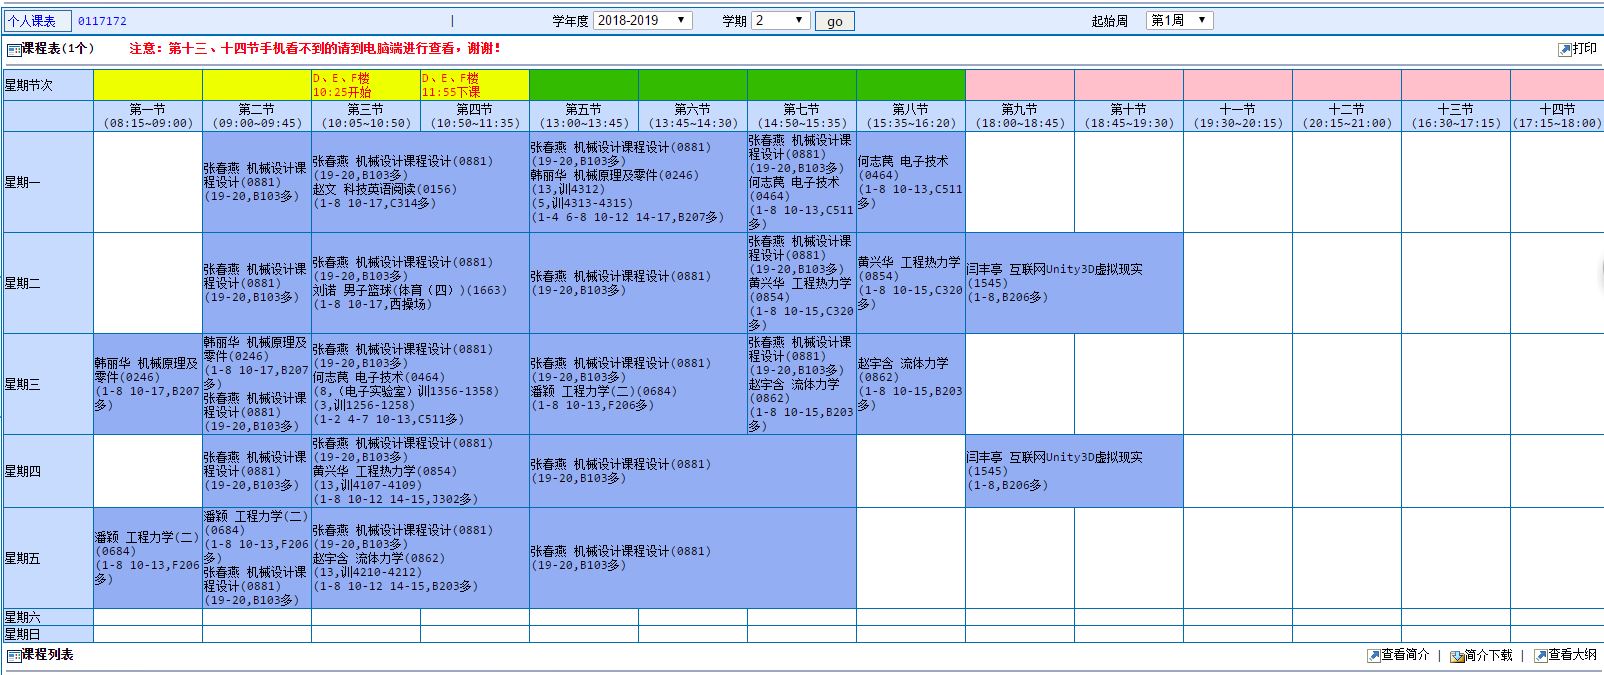 个人课表 0117172 | 学年度 2018-2019 学期 2 go 起始周 第1周
课程表(1个) 注意：第十三、十四节手机看不到的请到电脑端进行查看，谢谢！ 打印
星期节次
D、E、F楼
10:25开始
D、E、F楼
11:55下课
第一节
(08:15~09:00)
第二节
(09:00~09:45)
第三节
(10:05~10:50)
第四节
(10:50~11:35)
第五节
(13:00~13:45)
第六节
(13:45~14:30)
第七节
(14:50~15:35)
第八节
(15:35~16:20)
第九节
(18:00~18:45)
第十节
(18:45~19:30)
十一节
(19:30~20:15)
十二节
(20:15~21:00)
十三节
(16:30~17:15)
十四节
(17:15~18:00)
星期一
张春燕 机械设计课
程设计(0881)
(19-20,B103多)
张春燕 机械设计课程设计(0881)
(19-20,B103多)
赵文 科技英语阅读(0156)
(1-8 10-17,C314多)
张春燕 机械设计课程设计(0881)
(19-20,B103多)
韩丽华 机械原理及零件(0246)
(13,训4312)
(5,训4313-4315)
(1-4 6-8 10-12 14-17,B207多)
张春燕 机械设计课
程设计(0881)
(19-20,B103多)
何志苠 电子技术
(0464)
(1-8 10-13,C511
多)
何志苠 电子技术
(0464)
(1-8 10-13,C511
多)
星期二
张春燕 机械设计课
程设计(0881)
(19-20,B103多)
张春燕 机械设计课程设计(0881)
(19-20,B103多)
刘诺 男子篮球(体育（四）)(1663)
(1-8 10-17,西操场)
张春燕 机械设计课程设计(0881)
(19-20,B103多)
张春燕 机械设计课
程设计(0881)
(19-20,B103多)
黄兴华 工程热力学
(0854)
(1-8 10-15,C320
多)
黄兴华 工程热力学
(0854)
(1-8 10-15,C320
多)
闫丰亭 互联网Unity3D虚拟现实
(1545)
(1-8,B206多)
星期三
韩丽华 机械原理及
零件(0246)
(1-8 10-17,B207
多)
韩丽华 机械原理及
零件(0246)
(1-8 10-17,B207
多)
张春燕 机械设计课
程设计(0881)
(19-20,B103多)
张春燕 机械设计课程设计(0881)
(19-20,B103多)
何志苠 电子技术(0464)
(8,（电子实验室）训1356-1358)
(3,训1256-1258)
(1-2 4-7 10-13,C511多)
张春燕 机械设计课程设计(0881)
(19-20,B103多)
潘颖 工程力学(二)(0684)
(1-8 10-13,F206多)
张春燕 机械设计课
程设计(0881)
(19-20,B103多)
赵宇含 流体力学
(0862)
(1-8 10-15,B203
多)
赵宇含 流体力学
(0862)
(1-8 10-15,B203
多)
星期四
张春燕 机械设计课
程设计(0881)
(19-20,B103多)
张春燕 机械设计课程设计(0881)
(19-20,B103多)
黄兴华 工程热力学(0854)
(13,训4107-4109)
(1-8 10-12 14-15,J302多)
张春燕 机械设计课程设计(0881)
(19-20,B103多)
闫丰亭 互联网Unity3D虚拟现实
(1545)
(1-8,B206多)
星期五
潘颖 工程力学(二)
(0684)
(1-8 10-13,F206
多)
潘颖 工程力学(二)
(0684)
(1-8 10-13,F206
多)
张春燕 机械设计课
程设计(0881)
(19-20,B103多)
张春燕 机械设计课程设计(0881)
(19-20,B103多)
赵宇含 流体力学(0862)
(13,训4210-4212)
(1-8 10-12 14-15,B203多)
张春燕 机械设计课程设计(0881)
(19-20,B103多)
星期六
星期日
课程列表 查看简介 | 简介下载 | 查看大纲